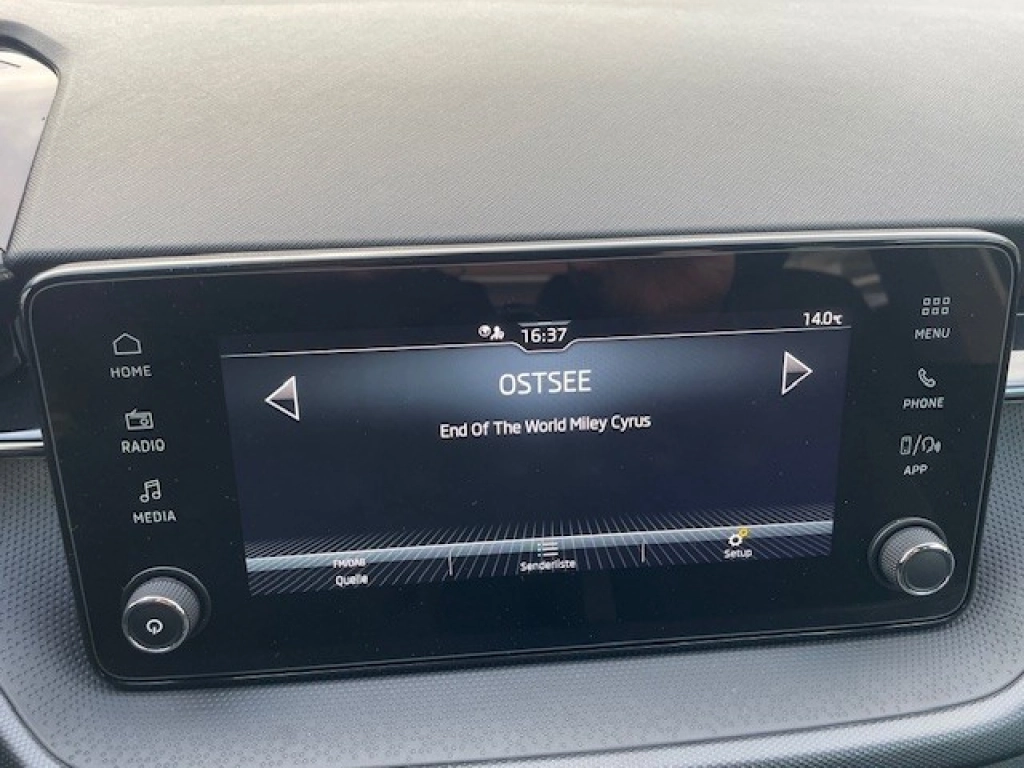 16:37
14.0℃
HOME
RADIO
MEDIA
OSTSEE
End Of The World Miley Cyrus
FM/DAB
Quelle
Senderliste
Setup
MENU
PHONE
APP